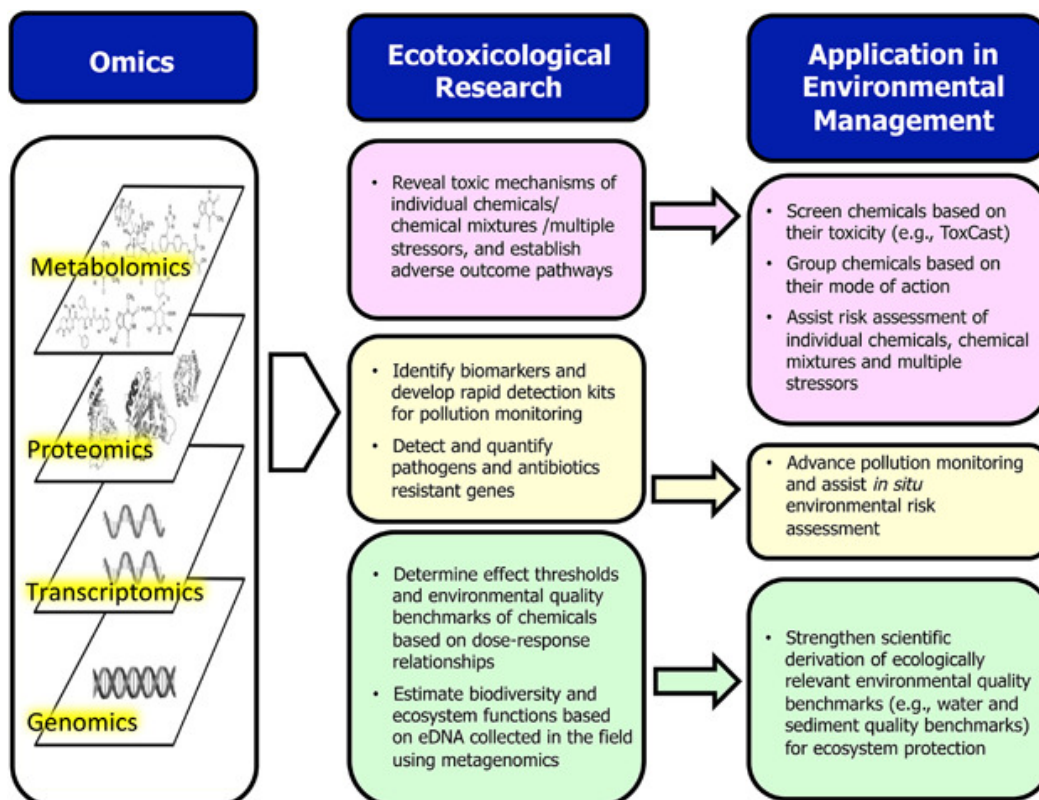 Omics
Metabolomics
Proteomics
Transcriptomics
Genomics
Ecotoxicological
Research
• Reveal toxic mechanisms of
individual chemicals/
chemical mixtures /multiple
stressors, and establish
adverse outcome pathways
• Identify biomarkers and
develop rapid detection kits
for pollution monitoring
• Detect and quantify
pathogens and antibiotics
resistant genes
• Determine effect thresholds
and environmental quality
benchmarks of chemicals
based on dose-response
relationships
• Estimate biodiversity and
ecosystem functions based
on eDNA collected in the field
using metagenomics
Application in
Environmental
Management
• Screen chemicals based on
their toxicity (e.g., ToxCast)
• Group chemicals based on
their mode of action
• Assist risk assessment of
individual chemicals, chemical
mixtures and multiple
stressors
• Advance pollution monitoring
and assist in situ
environmental risk
assessment
• Strengthen scientific
derivation of ecologically
relevant environmental quality
benchmarks (e.g., water and
sediment quality benchmarks)
for ecosystem protection